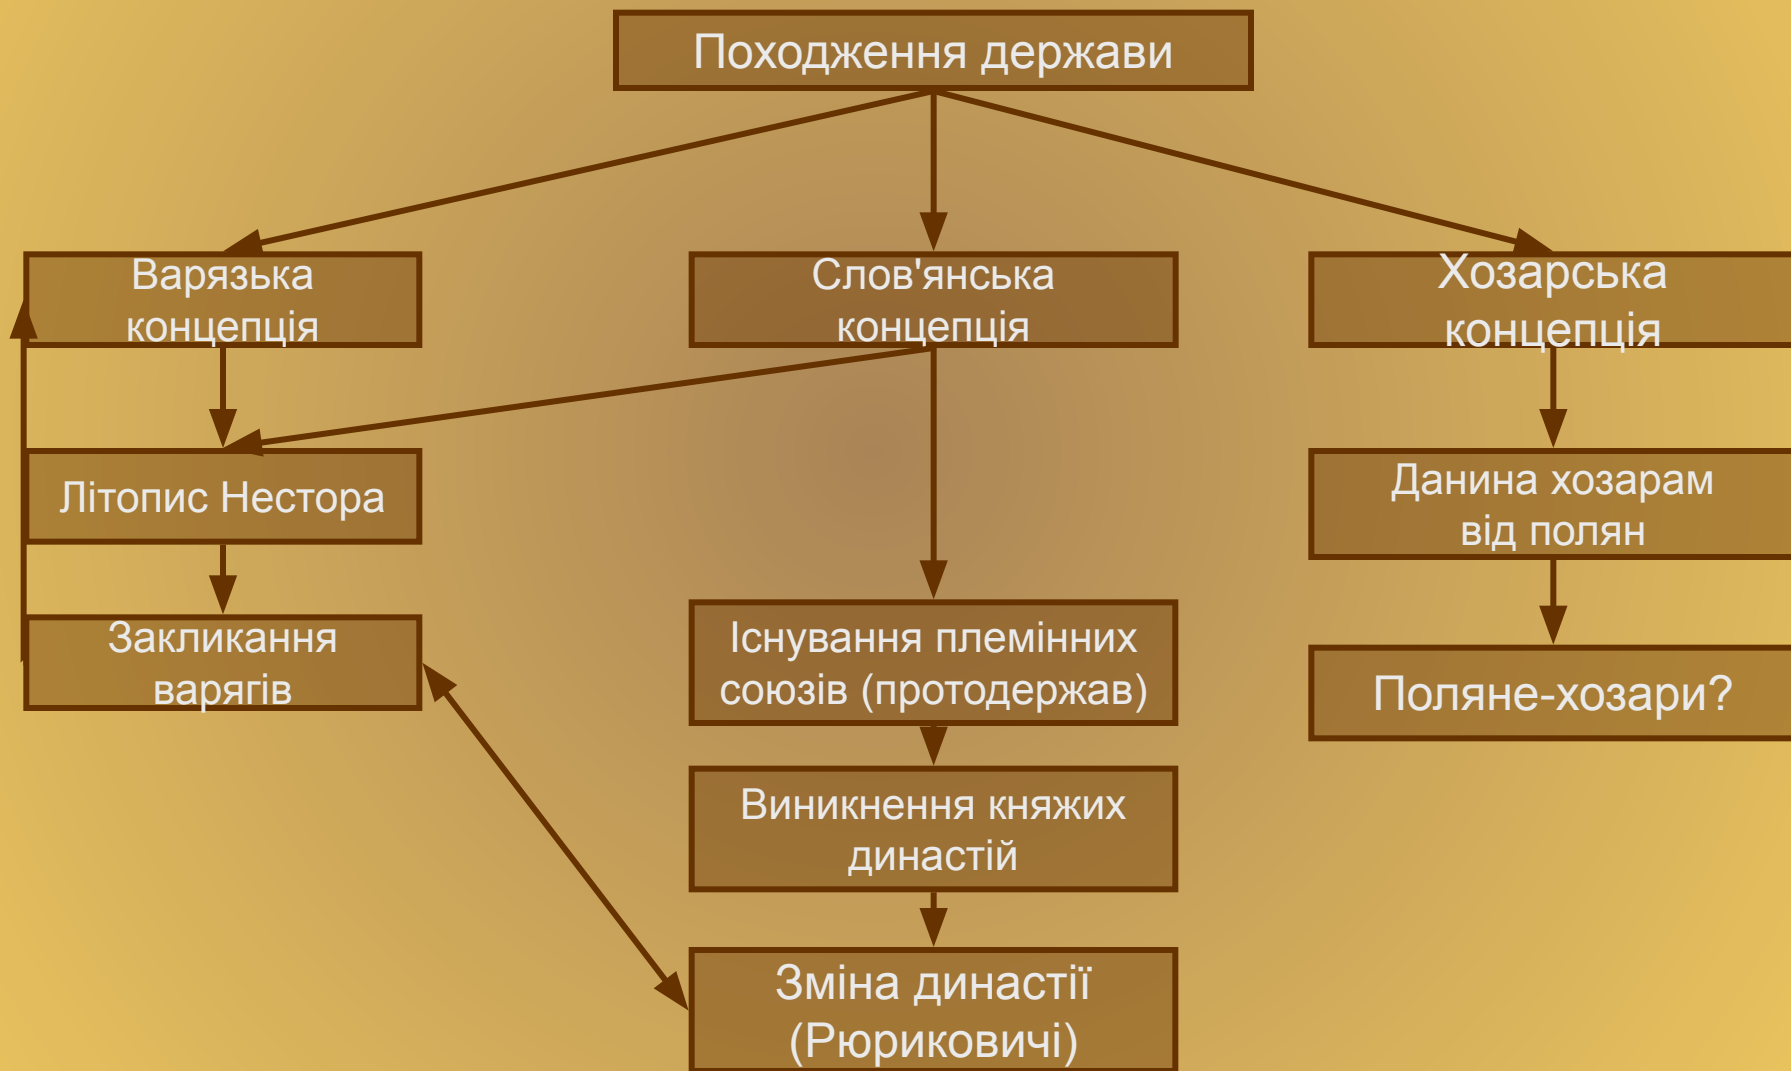 Походження держави
Варязька
концепція
Слов'янська
концепція
Хозарська
концепція
Літопис Нестора
Данина хозарам
від полян
Закликання
варягів
Існування племінних
союзів (протодержав)
Поляне-хозари?
Виникнення княжих
династій
Зміна династії
(Рюриковичі)